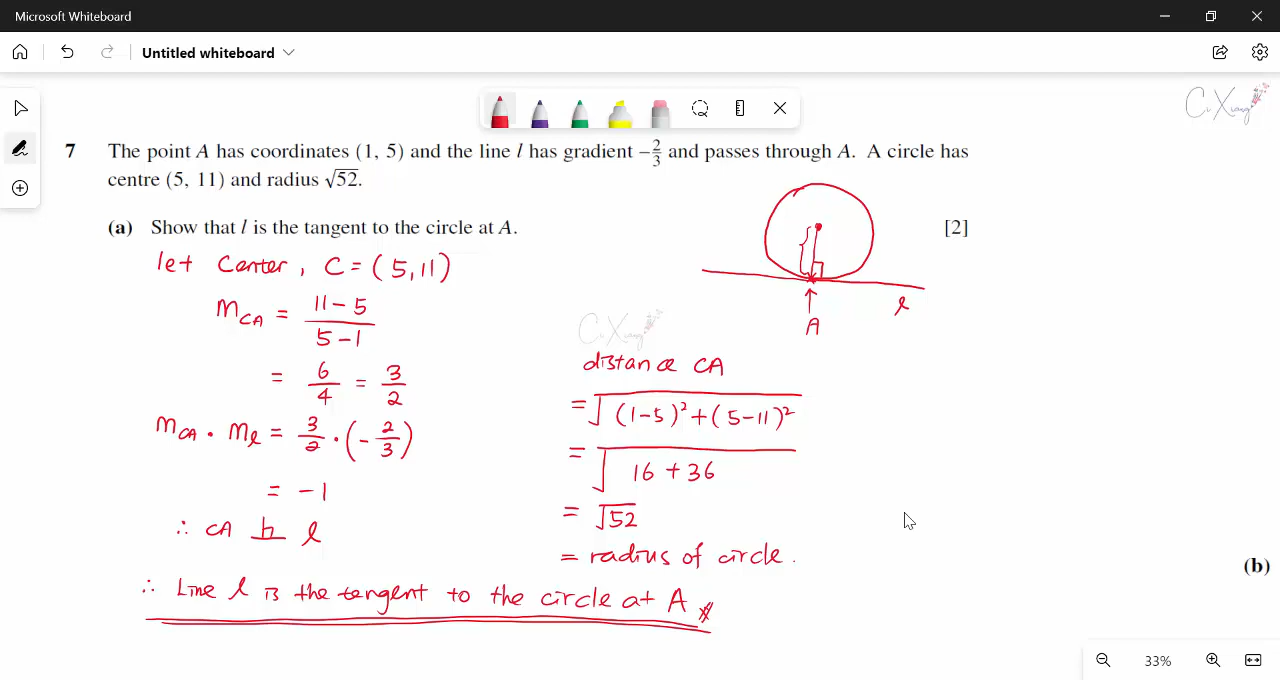 Microsoft Whiteboard
Untitled whiteboard
Ci Xiang
7 The point A has coordinates (1, 5) and the line l has gradient −2/3 and passes through A. A circle has
centre (5, 11) and radius √52.
(a) Show that l is the tangent to the circle at A. [2]
let Center, C = (5, 11)
m_CA = (11 − 5)/(5 − 1)
= 6/4 = 3/2
m_CA · m_l = 3/2 · (−2/3)
= −1
∴ CA ⊥ l
l
A
Ci Xiang
distance CA
= √((1−5)² + (5−11)²)
= √(16 + 36)
= √52
= radius of circle.
∴ Line l is the tangent to the circle at A
(b)
33%